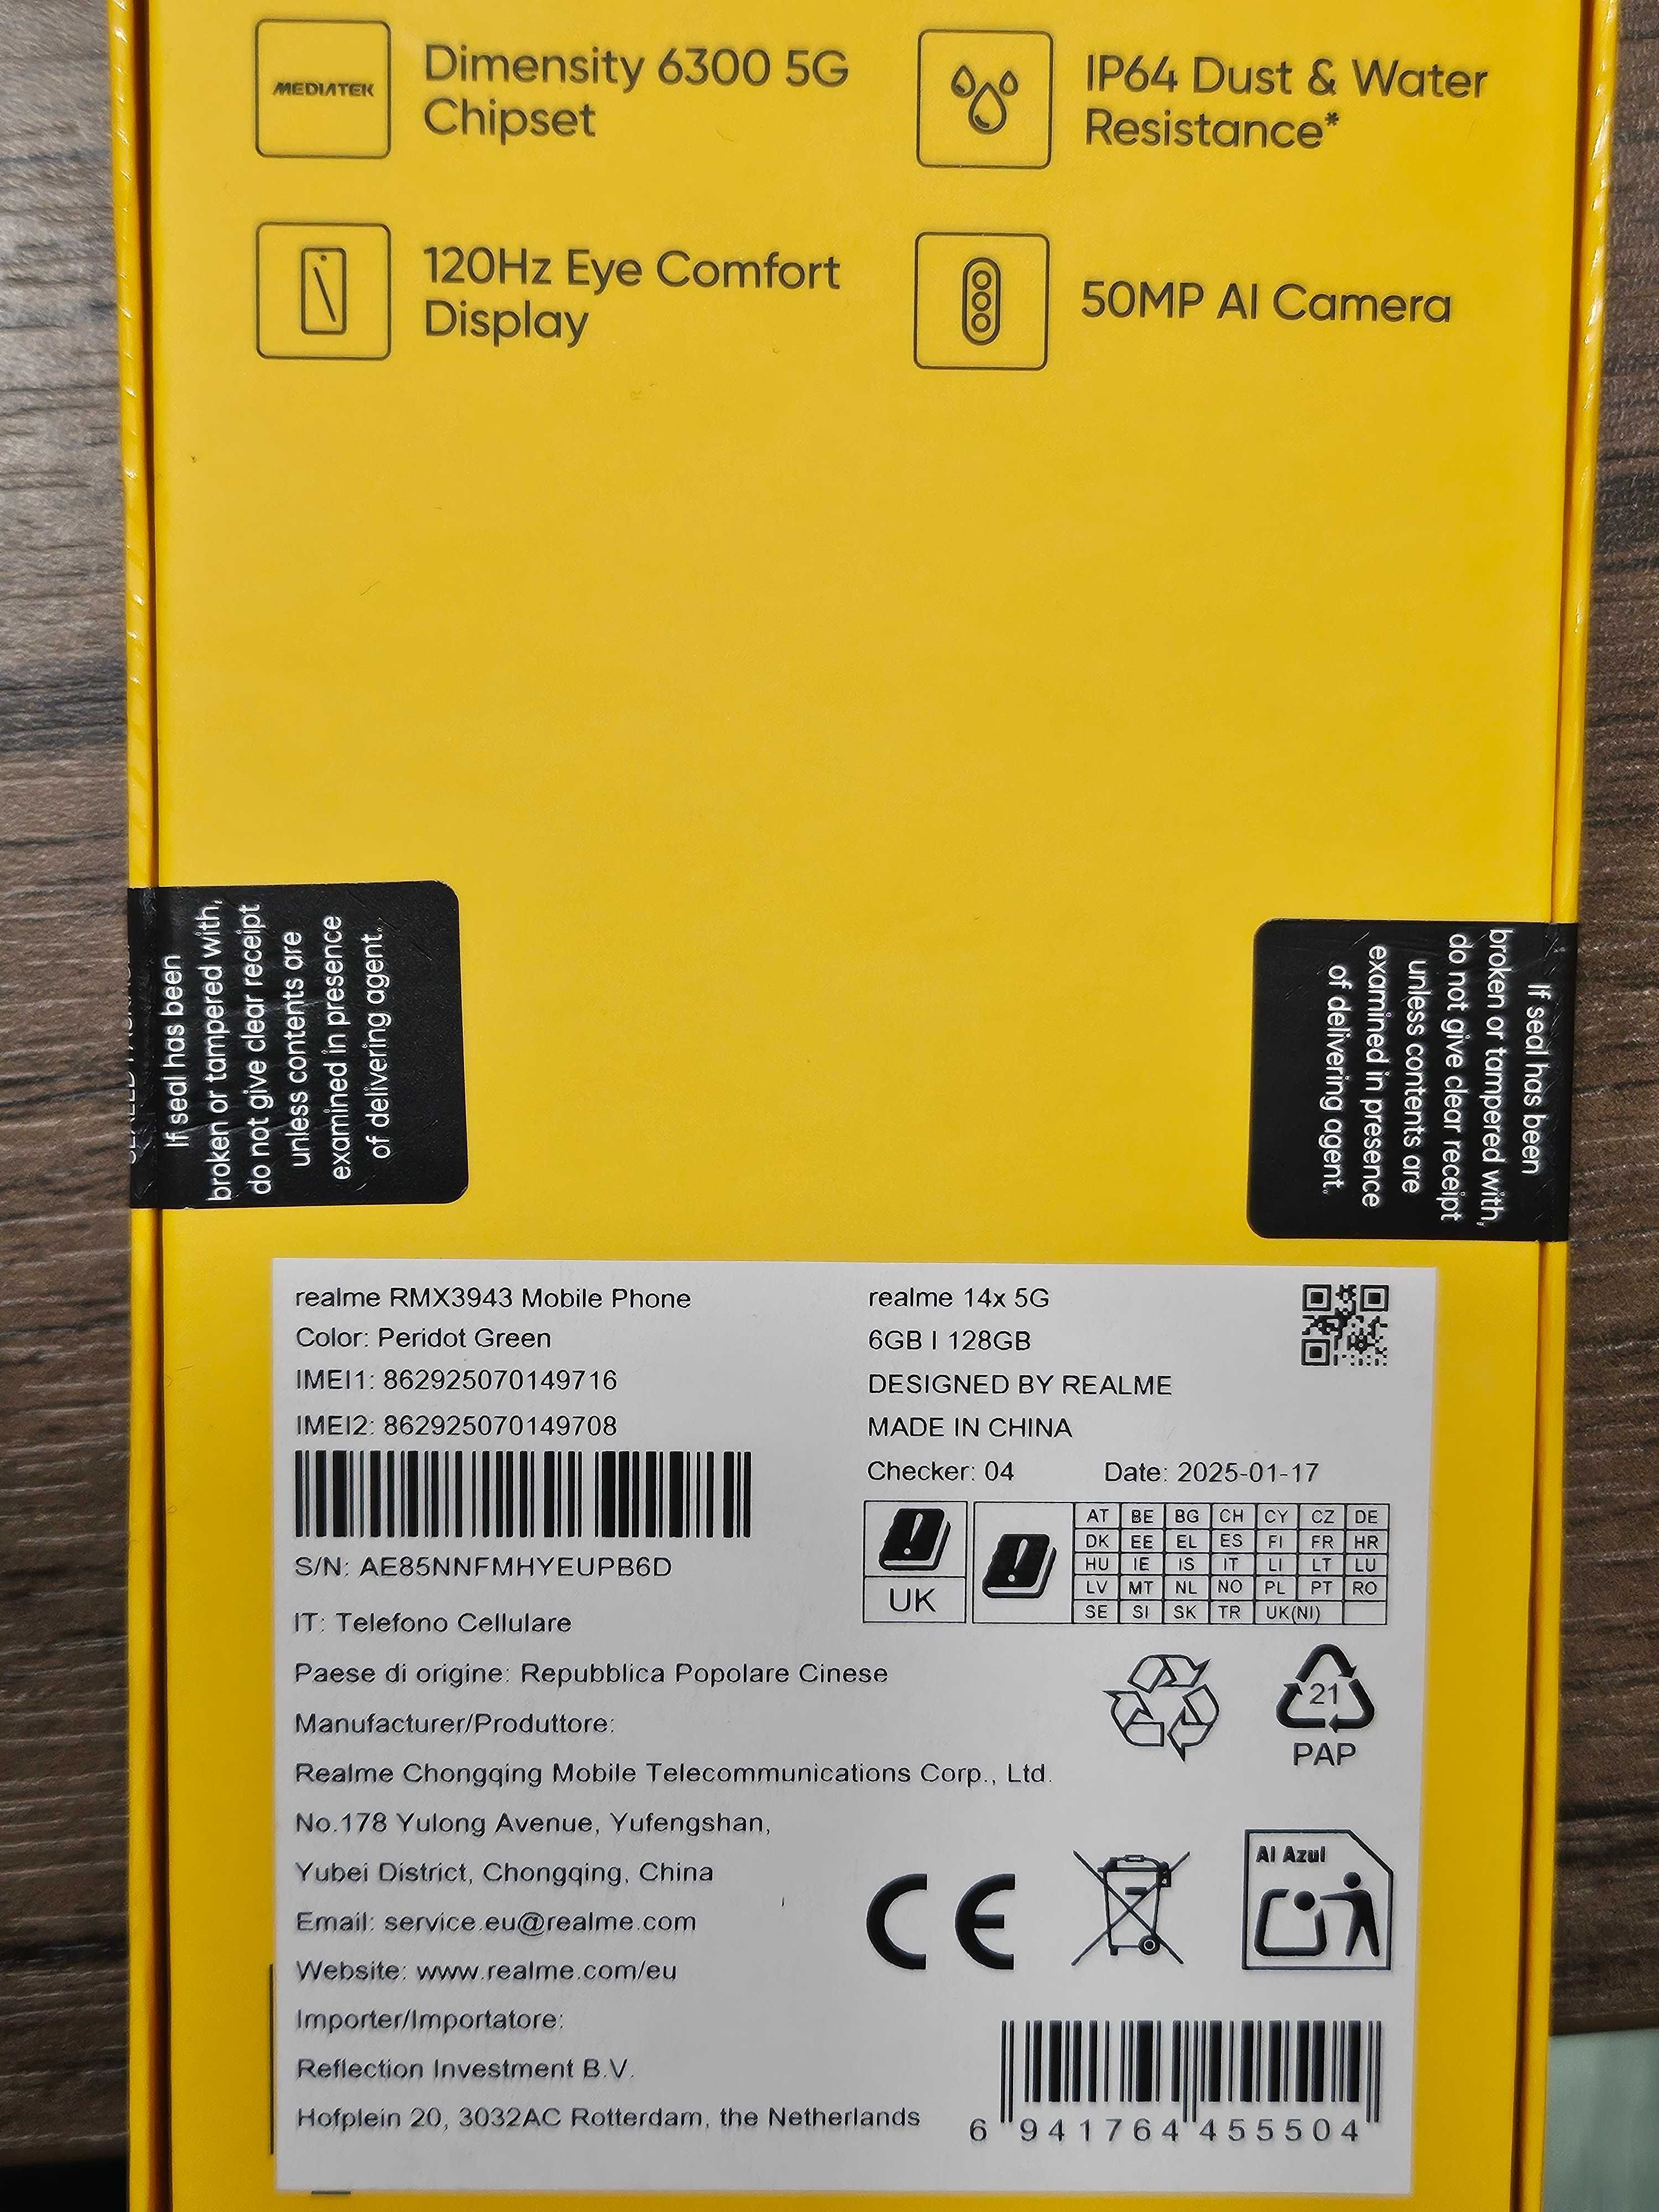 MEDIATEK
Dimensity 6300 5G
Chipset
IP64 Dust & Water
Resistance*
120Hz Eye Comfort
Display
50MP AI Camera
If seal has been
broken or tampered with,
do not give clear receipt
unless contents are
examined in presence
of delivering agent.
If seal has been
broken or tampered with,
do not give clear receipt
unless contents are
examined in presence
of delivering agent.
realme RMX3943 Mobile Phone
Color: Peridot Green
IMEI1: 862925070149716
IMEI2: 862925070149708
S/N: AE85NNFMHYEUPB6D
IT: Telefono Cellulare
Paese di origine: Repubblica Popolare Cinese
Manufacturer/Produttore:
Realme Chongqing Mobile Telecommunications Corp., Ltd.
No.178 Yulong Avenue, Yufengshan,
Yubei District, Chongqing, China
Email: service.eu@realme.com
Website: www.realme.com/eu
Importer/Importatore:
Reflection Investment B.V.
Hofplein 20, 3032AC Rotterdam, the Netherlands
realme 14x 5G
6GB I 128GB
DESIGNED BY REALME
MADE IN CHINA
Checker: 04 Date: 2025-01-17
UK
AT BE BG CH CY CZ DE
DK EE EL ES FI FR HR
HU IE IS IT LI LT LU
LV MT NL NO PL PT RO
SE SI SK TR UK(NI)
21
PAP
CE
Al Azul
6 941764 455504